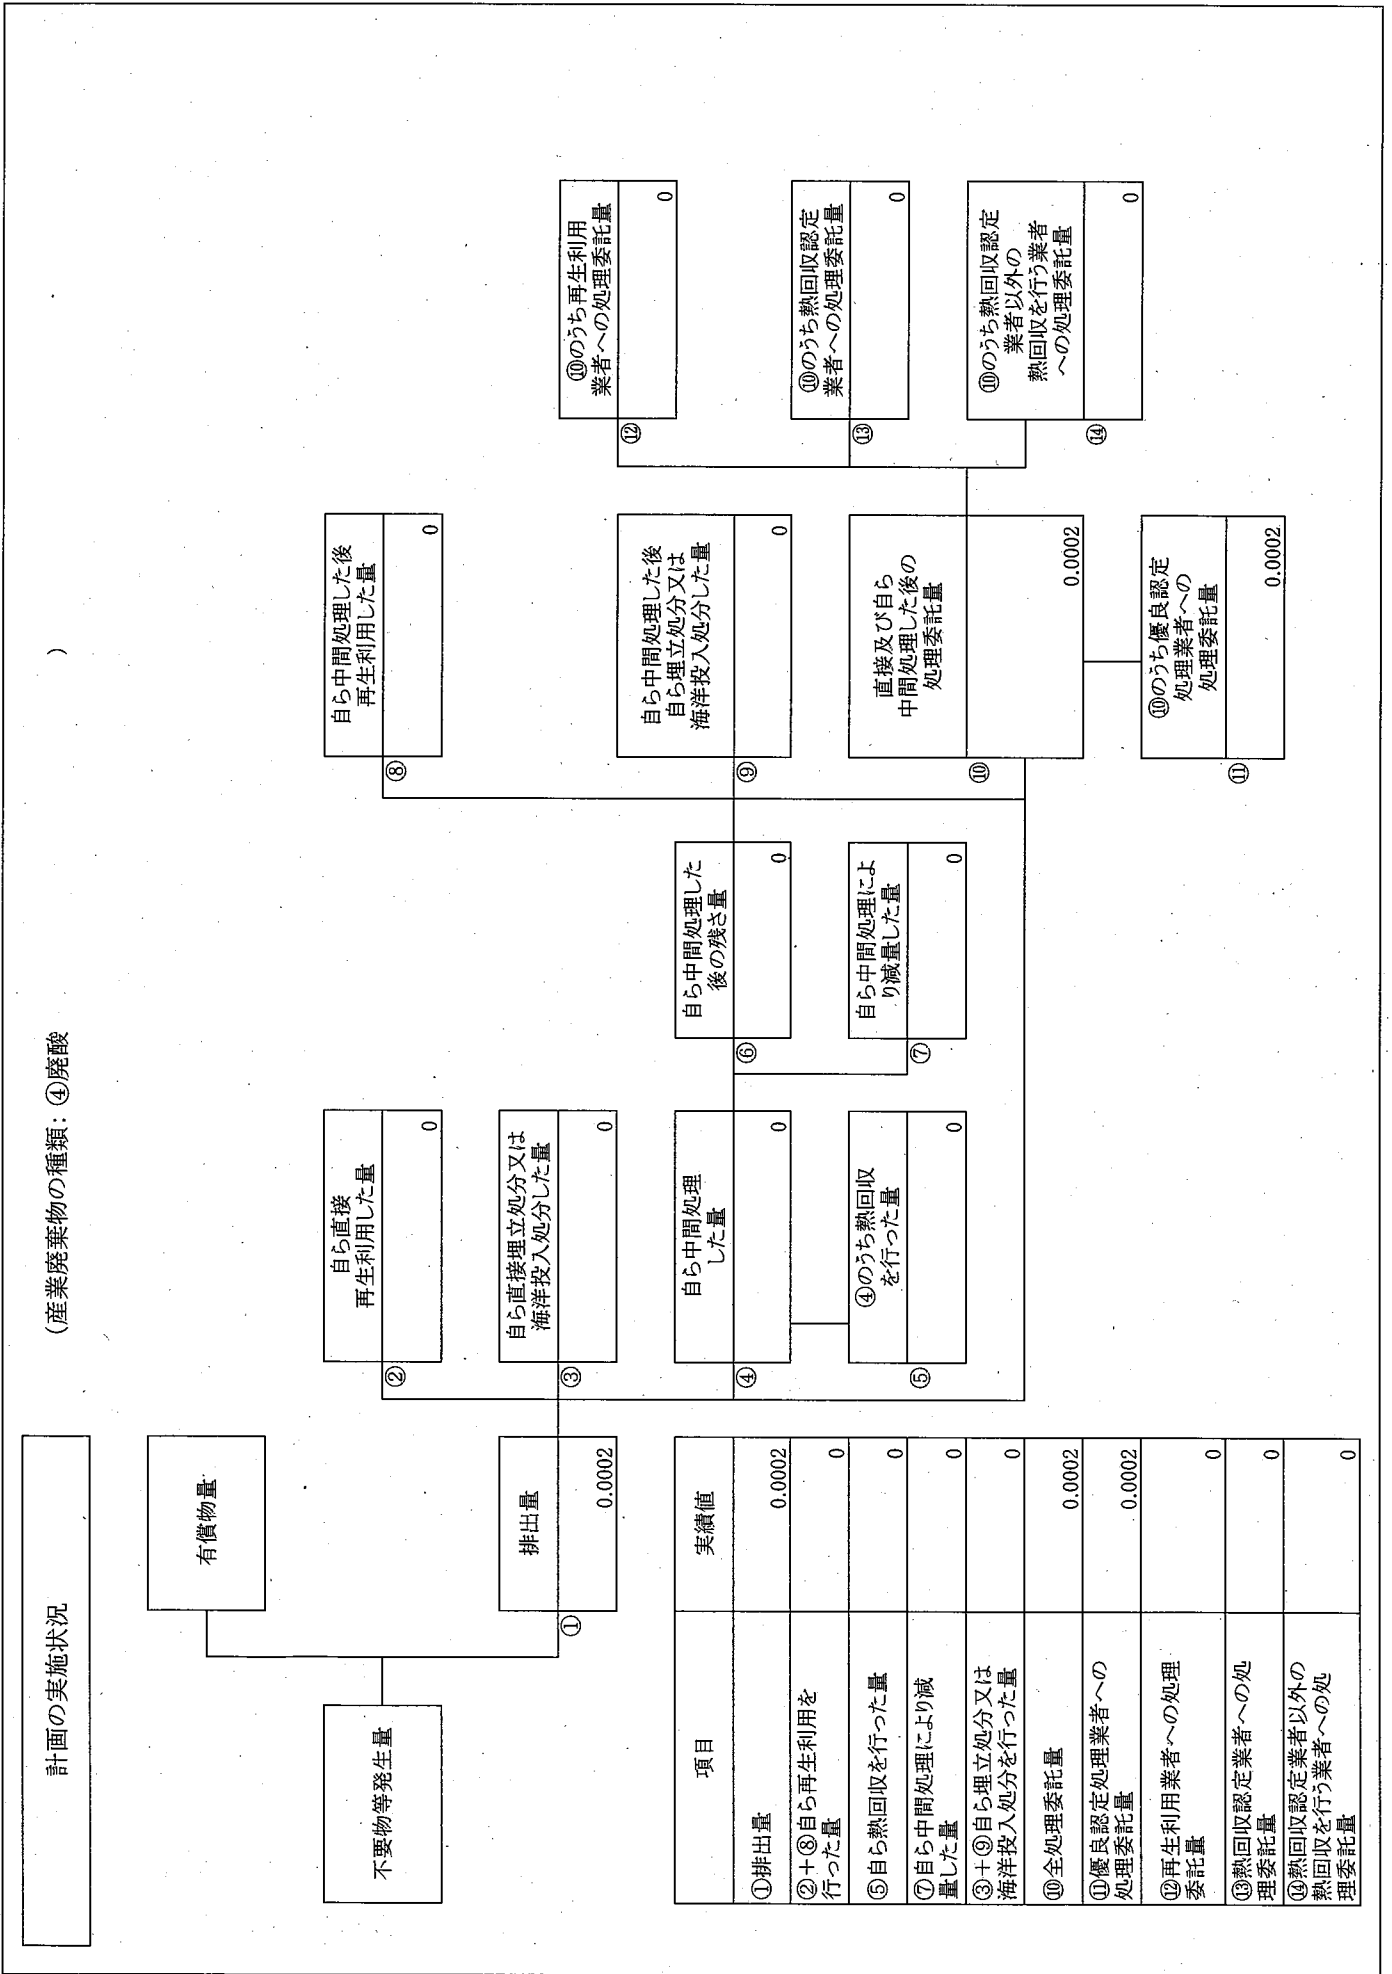 計画の実施状況
(産業廃棄物の種類：④廃酸
)
不要物等発生量
有償物量
①
排出量
0.0002
②
自ら直接
再生利用した量
0
③
自ら直接埋立処分又は
海洋投入処分した量
0
④
自ら中間処理
した量
0
⑤
④のうち熱回収
を行った量
0
⑥
自ら中間処理した
後の残さ量
0
⑦
自ら中間処理によ
り減量した量
0
⑧
自ら中間処理した後
再生利用した量
0
⑨
自ら中間処理した後
自ら埋立処分又は
海洋投入処分した量
0
⑩
直接及び自ら
中間処理した後の
処理委託量
0.0002
⑪
⑩のうち優良認定
処理業者への
処理委託量
0.0002
⑫
⑩のうち再生利用
業者への処理委託量
0
⑬
⑩のうち熱回収認定
業者への処理委託量
0
⑭
⑩のうち熱回収認定
業者以外の
熱回収を行う業者
への処理委託量
0
項目 実績値
①排出量 0.0002
②＋⑧自ら再生利用を
行った量 0
⑤自ら熱回収を行った量 0
⑦自ら中間処理により減
量した量 0
③＋⑨自ら埋立処分又は
海洋投入処分を行った量 0
⑩全処理委託量 0.0002
⑪優良認定処理業者への
処理委託量 0.0002
⑫再生利用業者への処理
委託量 0
⑬熱回収認定業者への処
理委託量 0
⑭熱回収認定業者以外の
熱回収を行う業者への処
理委託量 0